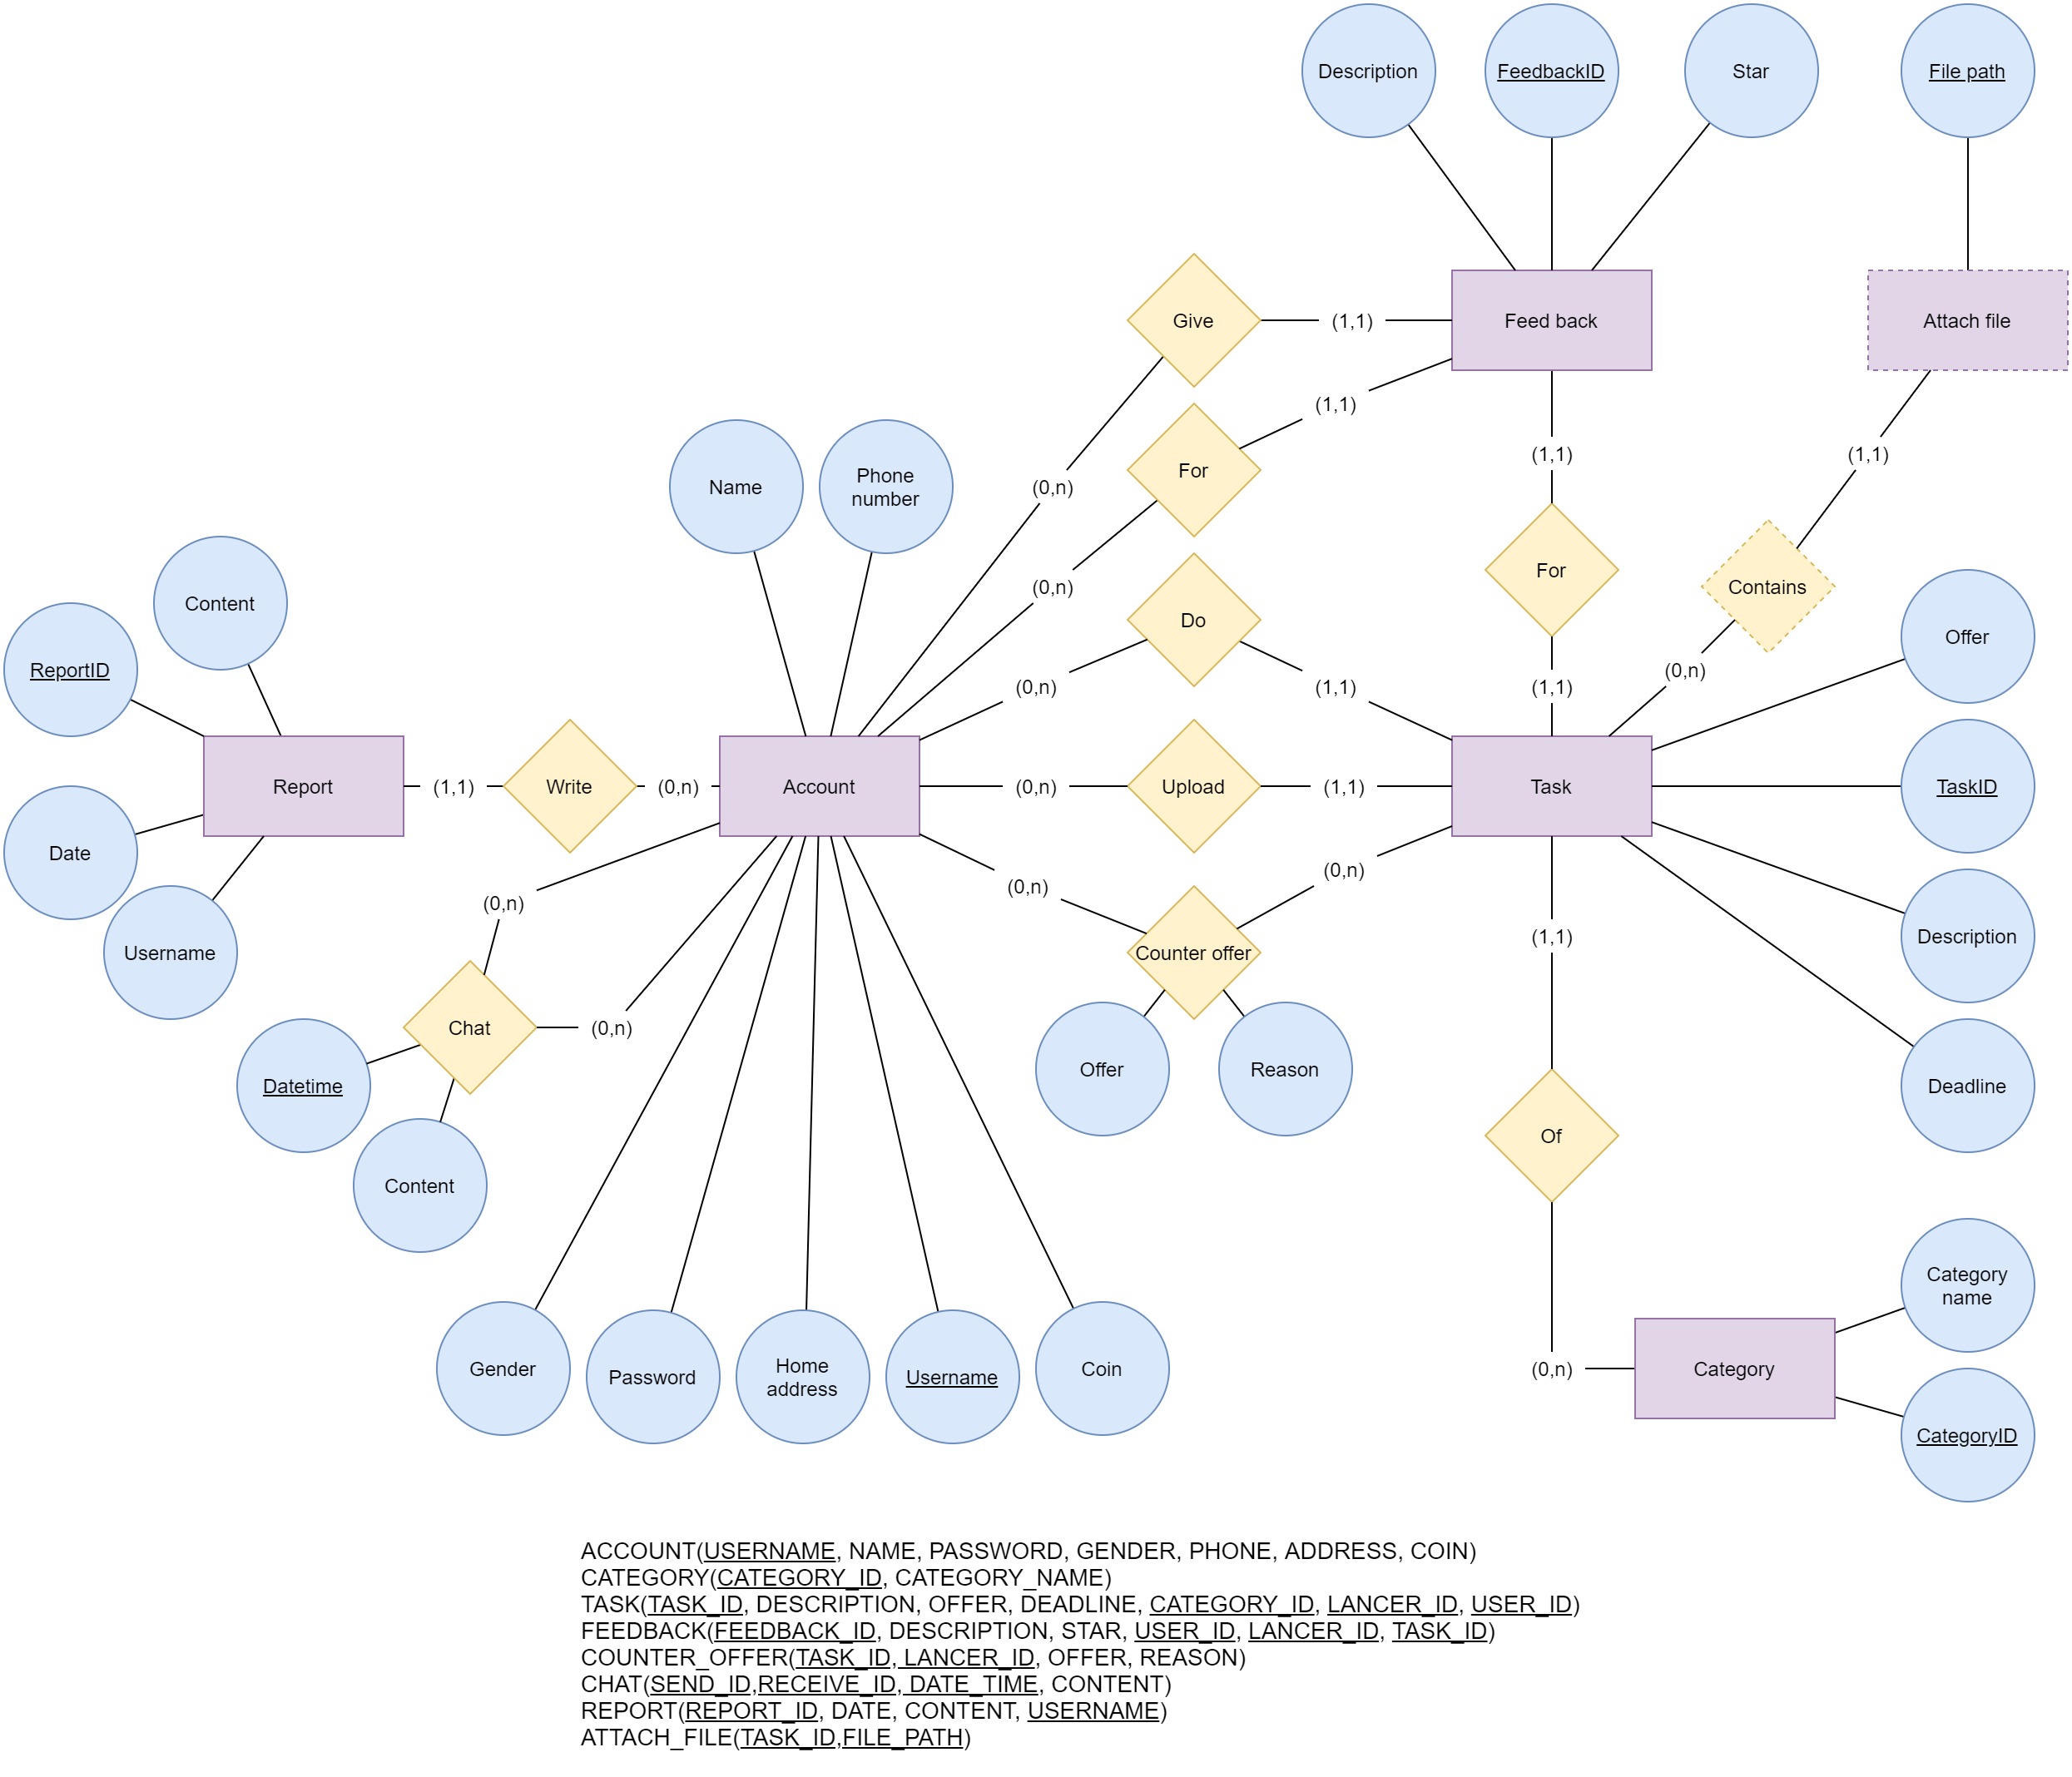 Description
FeedbackID
Star
File path
Give
(1,1)
Feed back
Attach file
(1,1)
(1,1)
(1,1)
For
(0,n)
Name
Phone
number
For
Contains
(0,n)
Content
Do
Offer
ReportID
(0,n)
(1,1)
(1,1)
(0,n)
Report
(1,1)
Write
(0,n)
Account
(0,n)
Upload
(1,1)
Task
TaskID
Date
(0,n)
(0,n)
(0,n)
Username
Counter offer
(1,1)
Description
Chat
(0,n)
Datetime
Offer
Reason
Deadline
Content
Of
Category
name
Gender
Password
Home
address
Username
Coin
(0,n)
Category
CategoryID
ACCOUNT(USERNAME, NAME, PASSWORD, GENDER, PHONE, ADDRESS, COIN)
CATEGORY(CATEGORY_ID, CATEGORY_NAME)
TASK(TASK_ID, DESCRIPTION, OFFER, DEADLINE, CATEGORY_ID, LANCER_ID, USER_ID)
FEEDBACK(FEEDBACK_ID, DESCRIPTION, STAR, USER_ID, LANCER_ID, TASK_ID)
COUNTER_OFFER(TASK_ID, LANCER_ID, OFFER, REASON)
CHAT(SEND_ID,RECEIVE_ID, DATE_TIME, CONTENT)
REPORT(REPORT_ID, DATE, CONTENT, USERNAME)
ATTACH_FILE(TASK_ID,FILE_PATH)